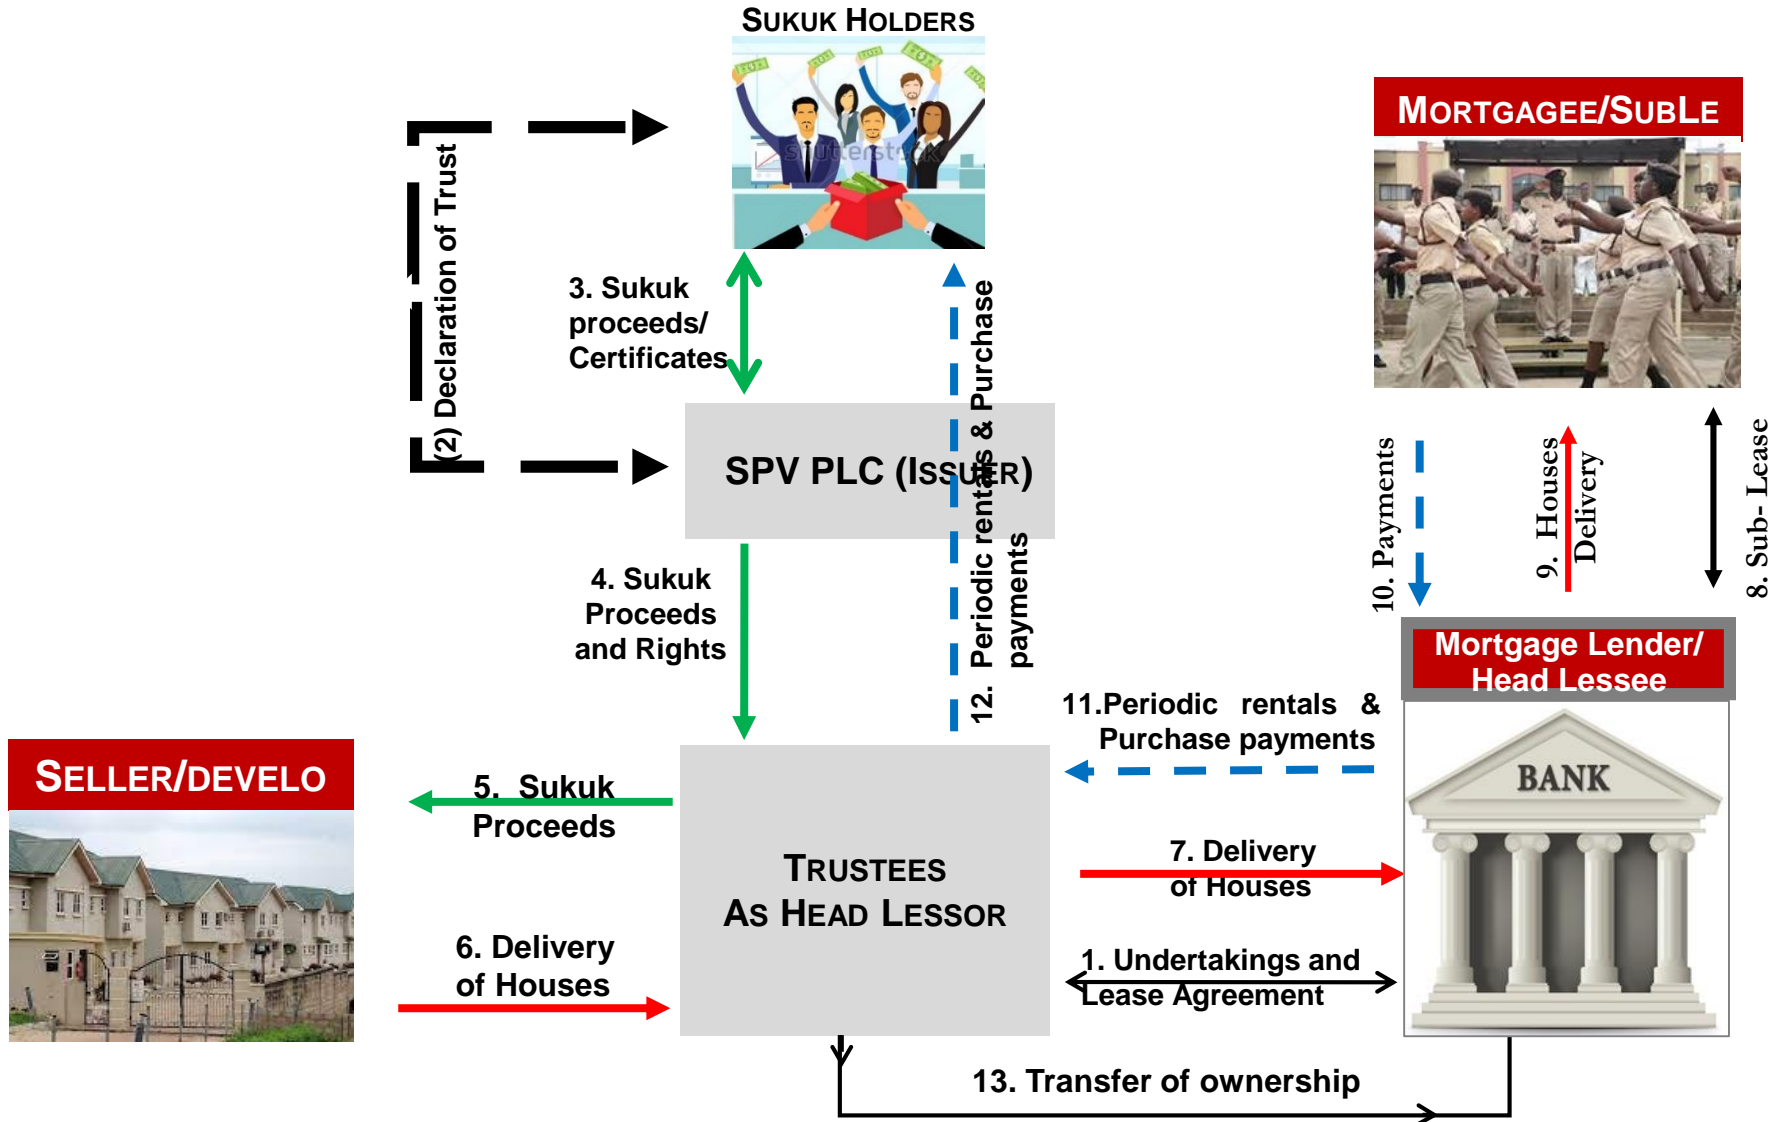 SUKUK HOLDERS
shutterstock
MORTGAGEE/SUBLE
(2) Declaration of Trust
3. Sukuk
proceeds/
Certificates
12. Periodic rentals & Purchase
payments
SPV PLC (ISSUER)
10. Payments
9. Houses
Delivery
8. Sub- Lease
4. Sukuk
Proceeds
and Rights
Mortgage Lender/
Head Lessee
11.Periodic rentals &
Purchase payments
SELLER/DEVELO
5. Sukuk
Proceeds
BANK
TRUSTEES
AS HEAD LESSOR
7. Delivery
of Houses
6. Delivery
of Houses
1. Undertakings and
Lease Agreement
13. Transfer of ownership